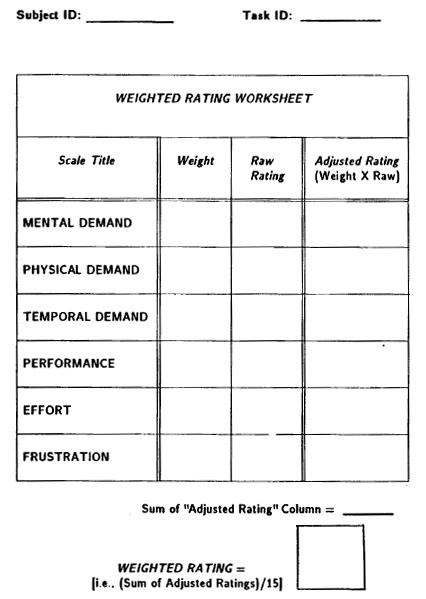 Subject ID: Task ID:
WEIGHTED RATING WORKSHEET
Scale Title Weight Raw Rating Adjusted Rating (Weight X Raw)
MENTAL DEMAND
PHYSICAL DEMAND
TEMPORAL DEMAND
PERFORMANCE
EFFORT
FRUSTRATION
Sum of "Adjusted Rating" Column =
WEIGHTED RATING =
[i.e.. (Sum of Adjusted Ratings)/15]